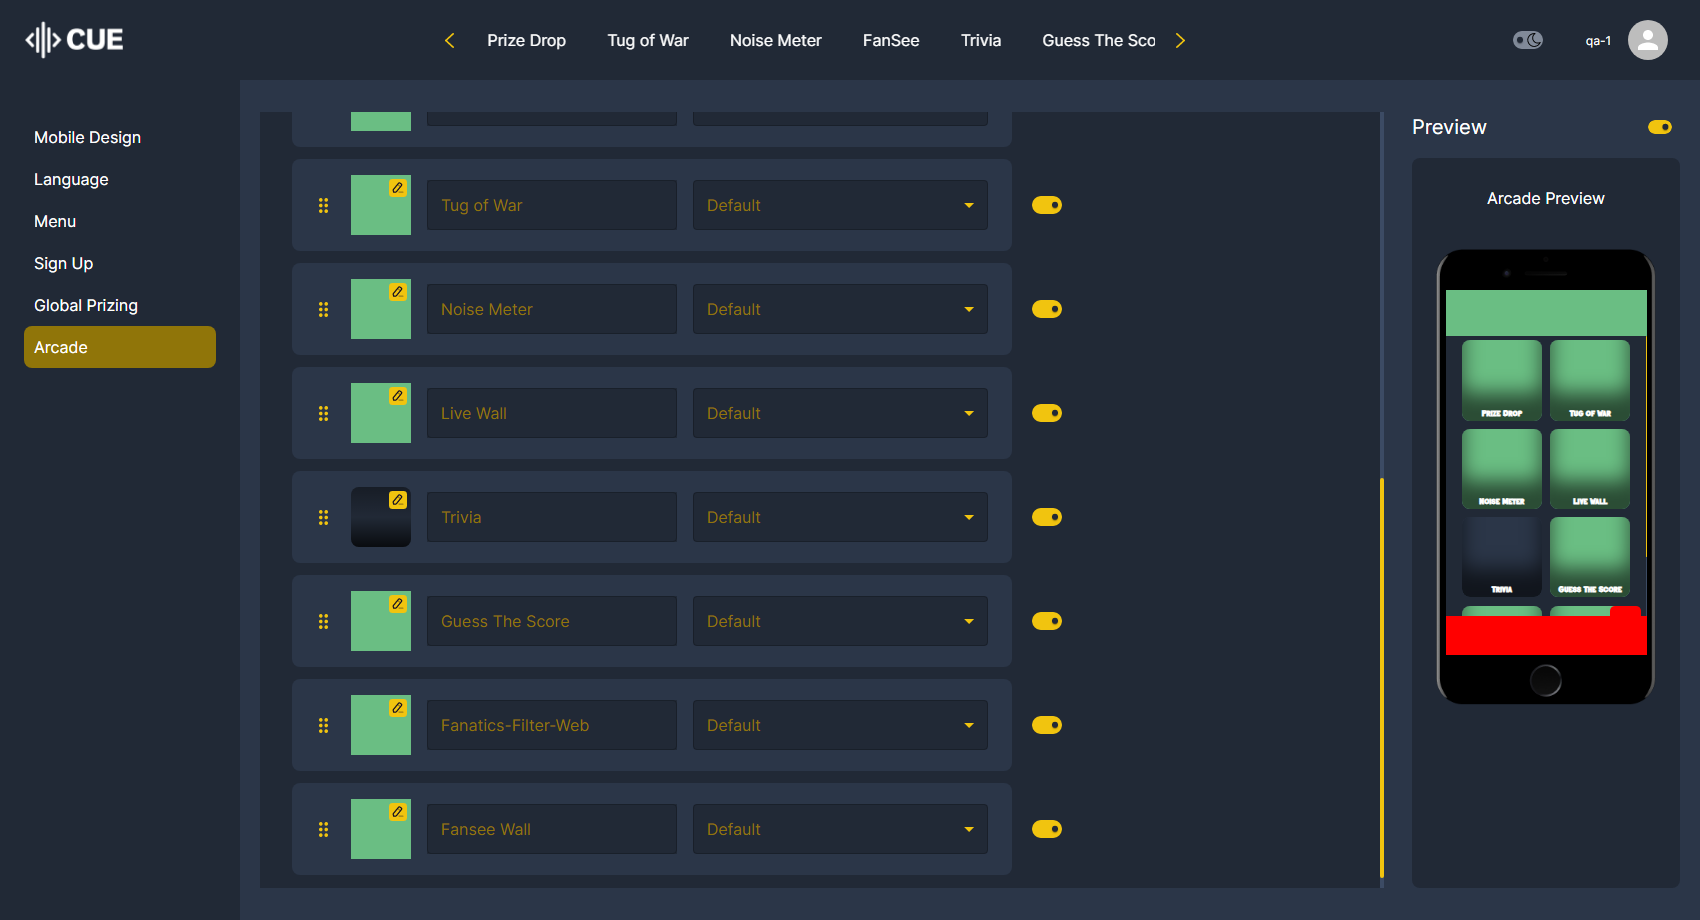 CUE
Prize Drop
Tug of War
Noise Meter
FanSee
Trivia
Guess The Sco
qa-1
Mobile Design
Language
Menu
Sign Up
Global Prizing
Arcade
Tug of War
Default
Noise Meter
Default
Live Wall
Default
Trivia
Default
Guess The Score
Default
Fanatics-Filter-Web
Default
Fansee Wall
Default
Preview
Arcade Preview
Prize Drop
Tug of War
Noise Meter
Live Wall
Trivia
Guess The Score